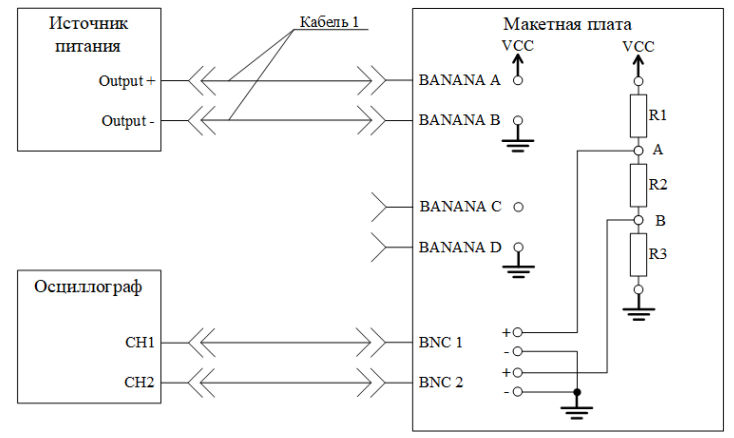 Источник
питания
Output +
Output -
Кабель 1
Макетная плата
VCC
VCC
BANANA A
BANANA B
BANANA C
BANANA D
R1
A
R2
B
R3
Осциллограф
CH1
CH2
BNC 1
BNC 2
+
-
+
-